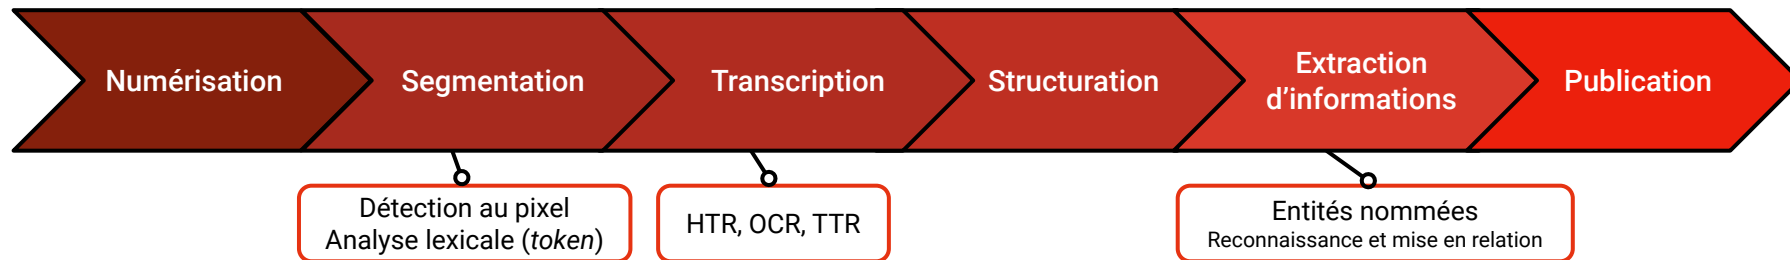 Numérisation
Segmentation
Transcription
Structuration
Extraction
d'informations
Publication
Détection au pixel
Analyse lexicale (token)
HTR, OCR, TTR
Entités nommées
Reconnaissance et mise en relation